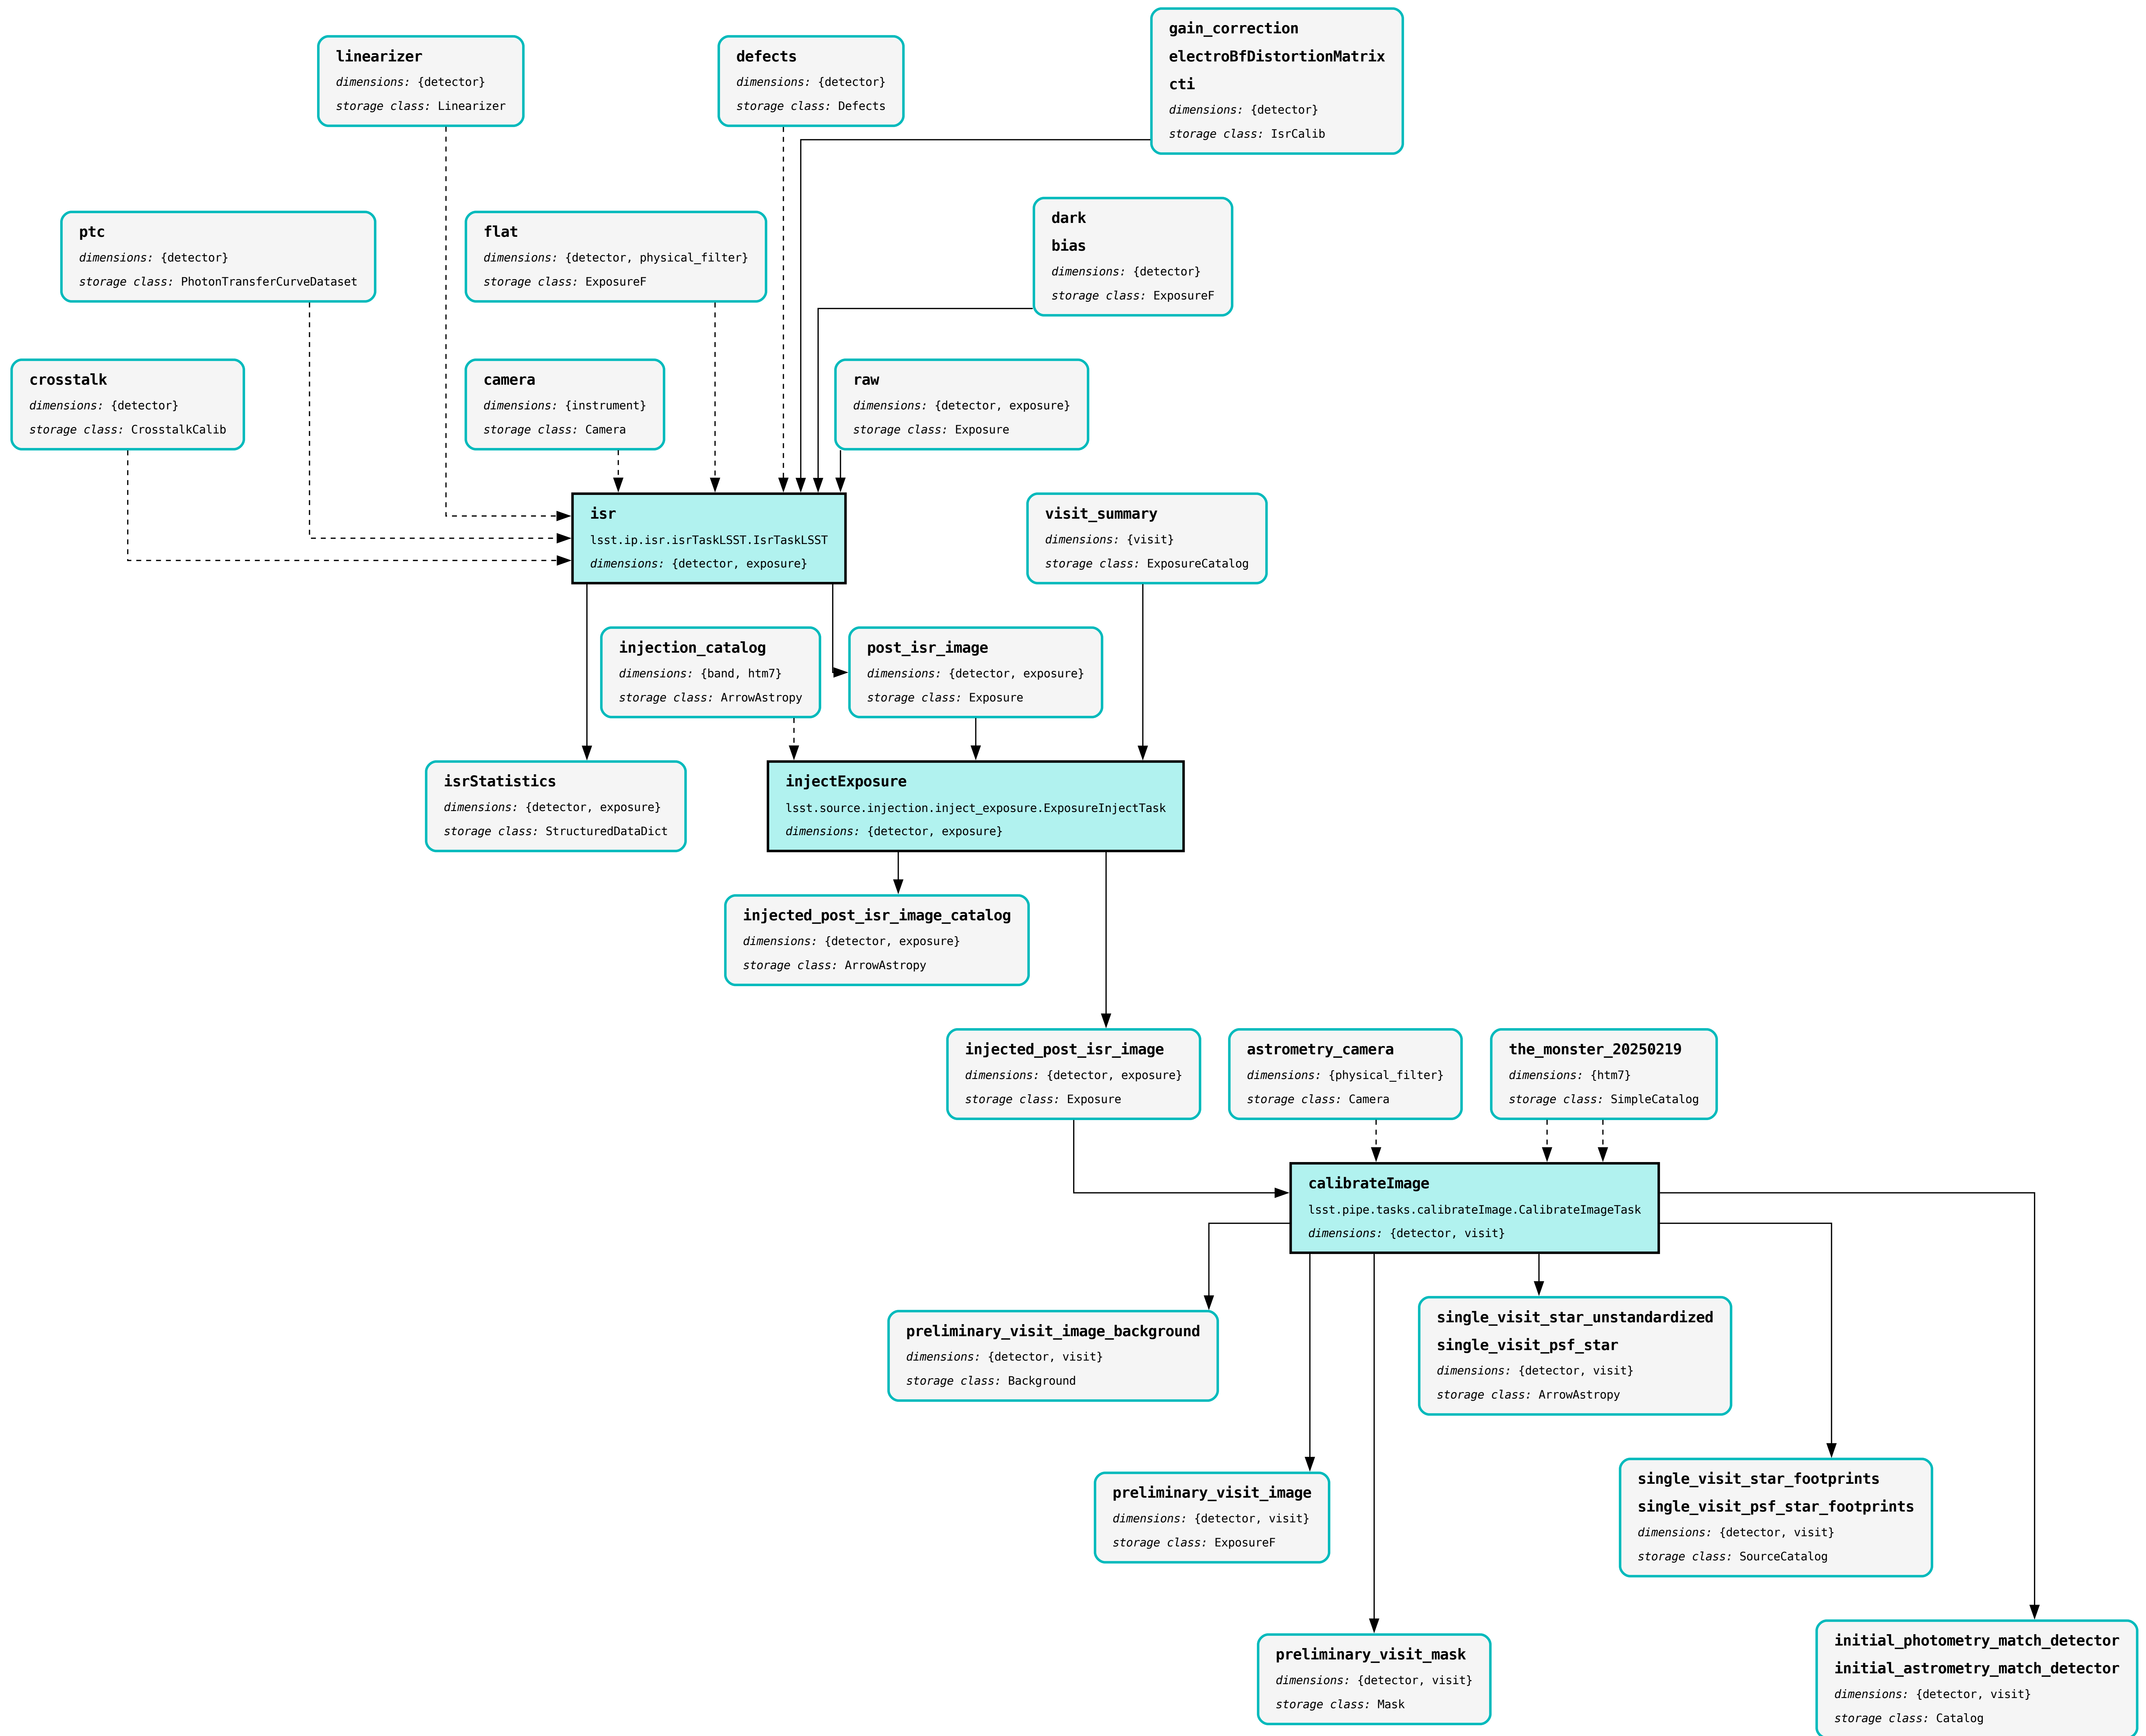 gain_correction
electroBfDistortionMatrix
cti
dimensions: {detector}
storage class: IsrCalib
linearizer
dimensions: {detector}
storage class: Linearizer
defects
dimensions: {detector}
storage class: Defects
dark
bias
dimensions: {detector}
storage class: ExposureF
ptc
dimensions: {detector}
storage class: PhotonTransferCurveDataset
flat
dimensions: {detector, physical_filter}
storage class: ExposureF
crosstalk
dimensions: {detector}
storage class: CrosstalkCalib
camera
dimensions: {instrument}
storage class: Camera
raw
dimensions: {detector, exposure}
storage class: Exposure
isr
lsst.ip.isr.isrTaskLSST.IsrTaskLSST
dimensions: {detector, exposure}
visit_summary
dimensions: {visit}
storage class: ExposureCatalog
injection_catalog
dimensions: {band, htm7}
storage class: ArrowAstropy
post_isr_image
dimensions: {detector, exposure}
storage class: Exposure
isrStatistics
dimensions: {detector, exposure}
storage class: StructuredDataDict
injectExposure
lsst.source.injection.inject_exposure.ExposureInjectTask
dimensions: {detector, exposure}
injected_post_isr_image_catalog
dimensions: {detector, exposure}
storage class: ArrowAstropy
injected_post_isr_image
dimensions: {detector, exposure}
storage class: Exposure
astrometry_camera
dimensions: {physical_filter}
storage class: Camera
the_monster_20250219
dimensions: {htm7}
storage class: SimpleCatalog
calibrateImage
lsst.pipe.tasks.calibrateImage.CalibrateImageTask
dimensions: {detector, visit}
preliminary_visit_image_background
dimensions: {detector, visit}
storage class: Background
single_visit_star_unstandardized
single_visit_psf_star
dimensions: {detector, visit}
storage class: ArrowAstropy
preliminary_visit_image
dimensions: {detector, visit}
storage class: ExposureF
single_visit_star_footprints
single_visit_psf_star_footprints
dimensions: {detector, visit}
storage class: SourceCatalog
preliminary_visit_mask
dimensions: {detector, visit}
storage class: Mask
initial_photometry_match_detector
initial_astrometry_match_detector
dimensions: {detector, visit}
storage class: Catalog